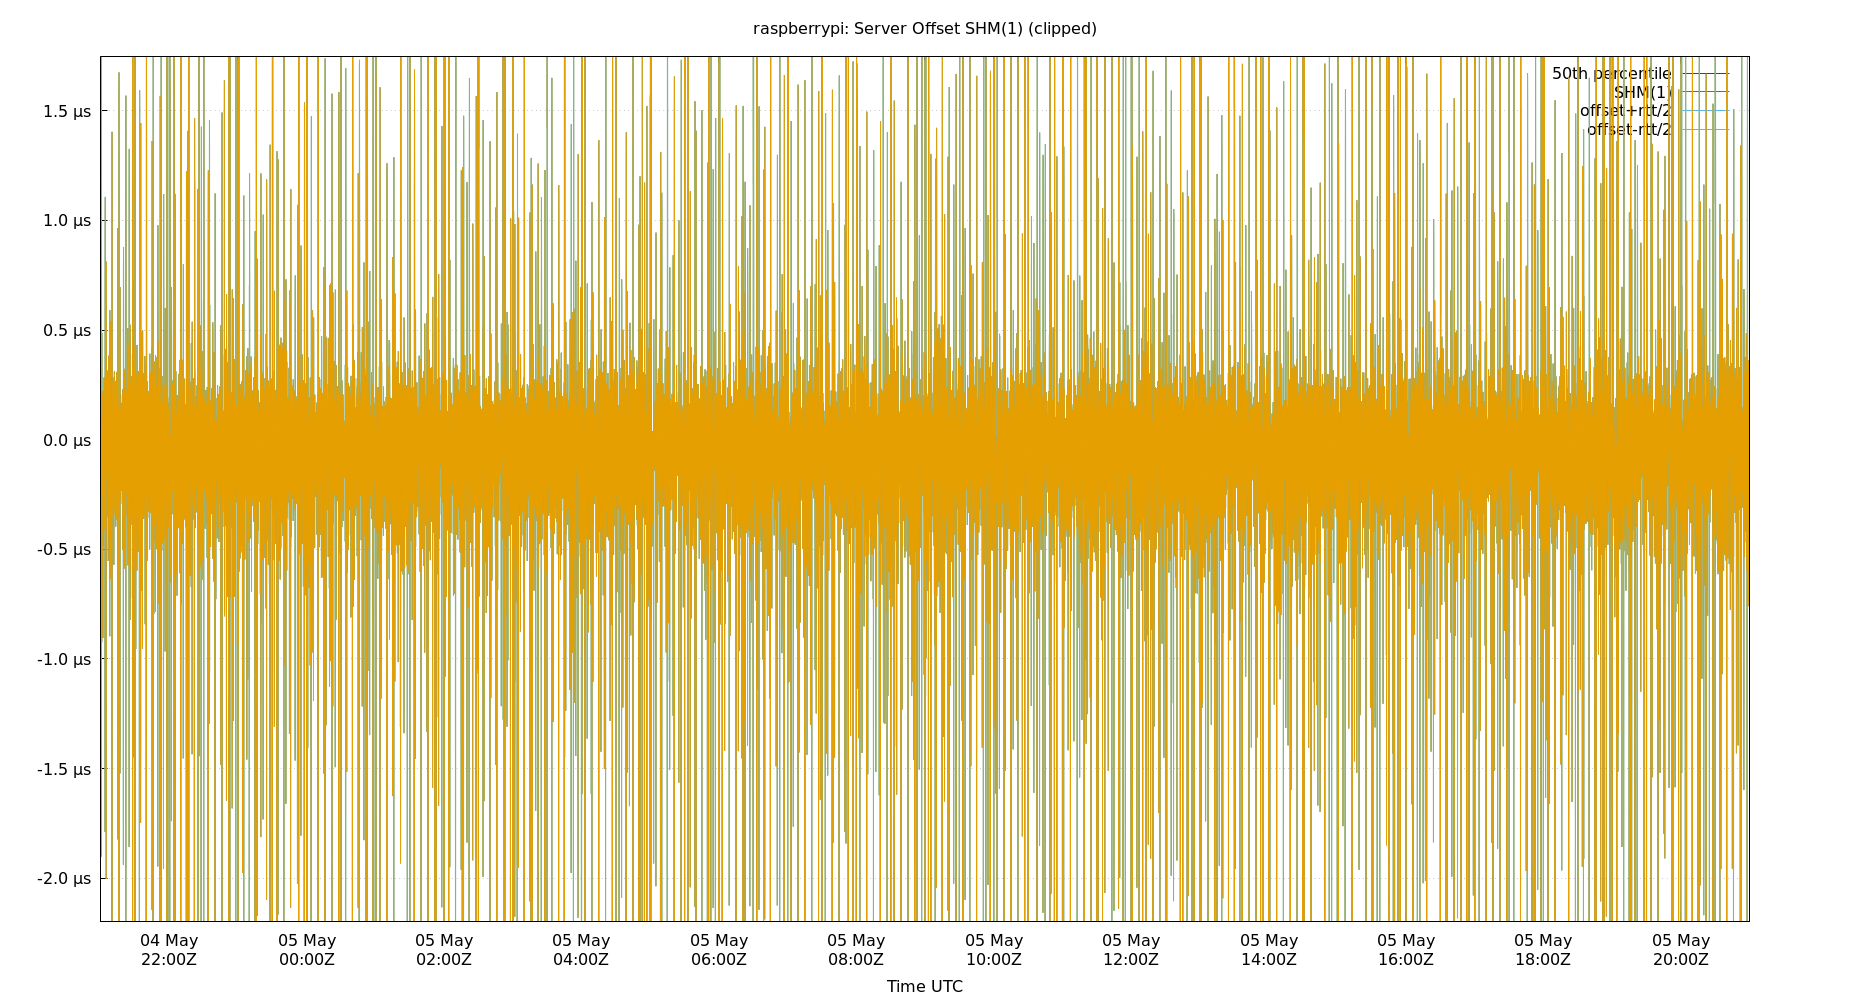 raspberrypi: Server Offset SHM(1) (clipped)
50th percentile
SHM(1)
offset+rtt/2
offset-rtt/2
1.5 µs
1.0 µs
0.5 µs
0.0 µs
-0.5 µs
-1.0 µs
-1.5 µs
-2.0 µs
04 May 05 May 05 May 05 May 05 May 05 May 05 May 05 May 05 May 05 May 05 May 05 May
22:00Z 00:00Z 02:00Z 04:00Z 06:00Z 08:00Z 10:00Z 12:00Z 14:00Z 16:00Z 18:00Z 20:00Z
Time UTC